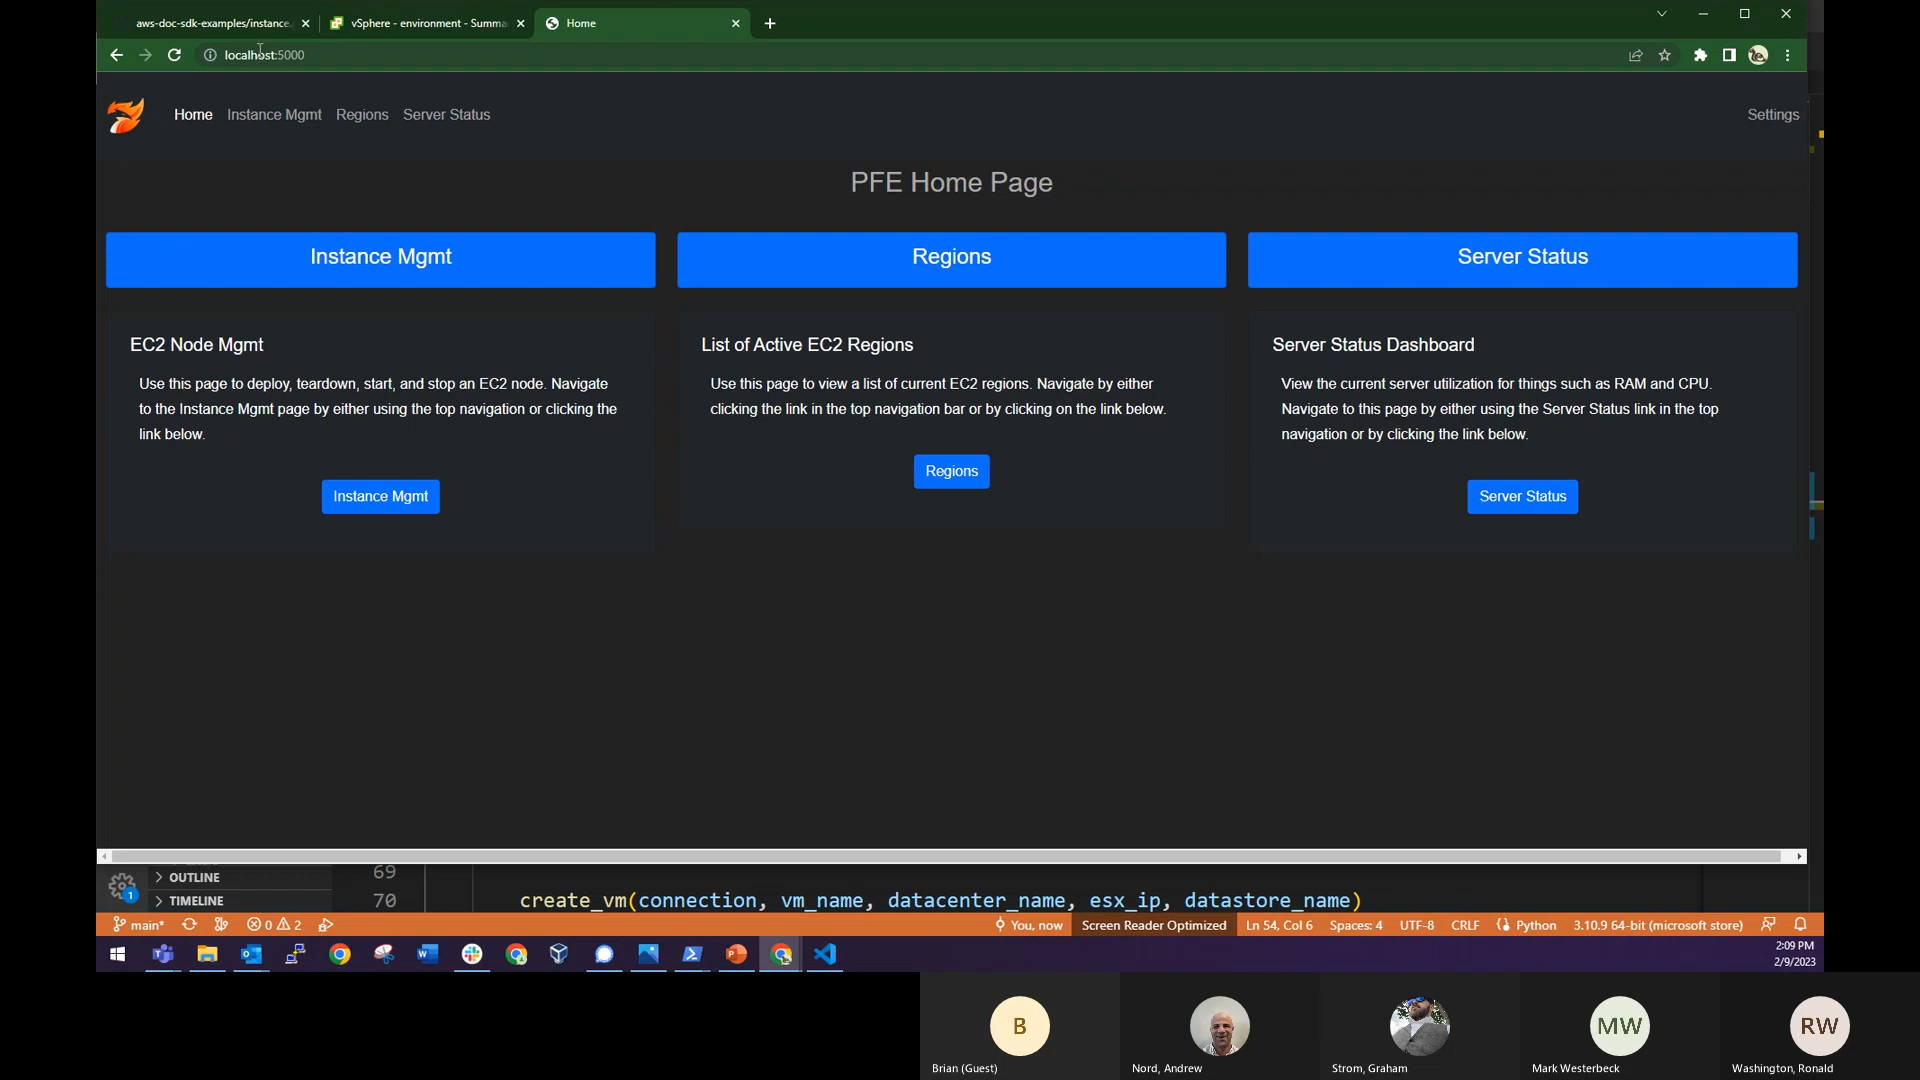 aws-doc-sdk-examples/instance.
vSphere - environment - Summa
Home
localhost:5000
Home
Instance Mgmt
Regions
Server Status
Settings
PFE Home Page
Instance Mgmt
Regions
Server Status
EC2 Node Mgmt
Use this page to deploy, teardown, start, and stop an EC2 node. Navigate
to the Instance Mgmt page by either using the top navigation or clicking the
link below.
Instance Mgmt
List of Active EC2 Regions
Use this page to view a list of current EC2 regions. Navigate by either
clicking the link in the top navigation bar or by clicking on the link below.
Regions
Server Status Dashboard
View the current server utilization for things such as RAM and CPU.
Navigate to this page by either using the Server Status link in the top
navigation or by clicking the link below.
Server Status
OUTLINE
TIMELINE
69
70 create_vm(connection, vm_name, datacenter_name, esx_ip, datastore_name)
1
main* 0 2 You, now Screen Reader Optimized Ln 54, Col 6 Spaces: 4 UTF-8 CRLF Python 3.10.9 64-bit (microsoft store)
2:09 PM
2/9/2023
B
MW
RW
Brian (Guest)
Nord, Andrew
Strom, Graham
Mark Westerbeck
Washington, Ronald